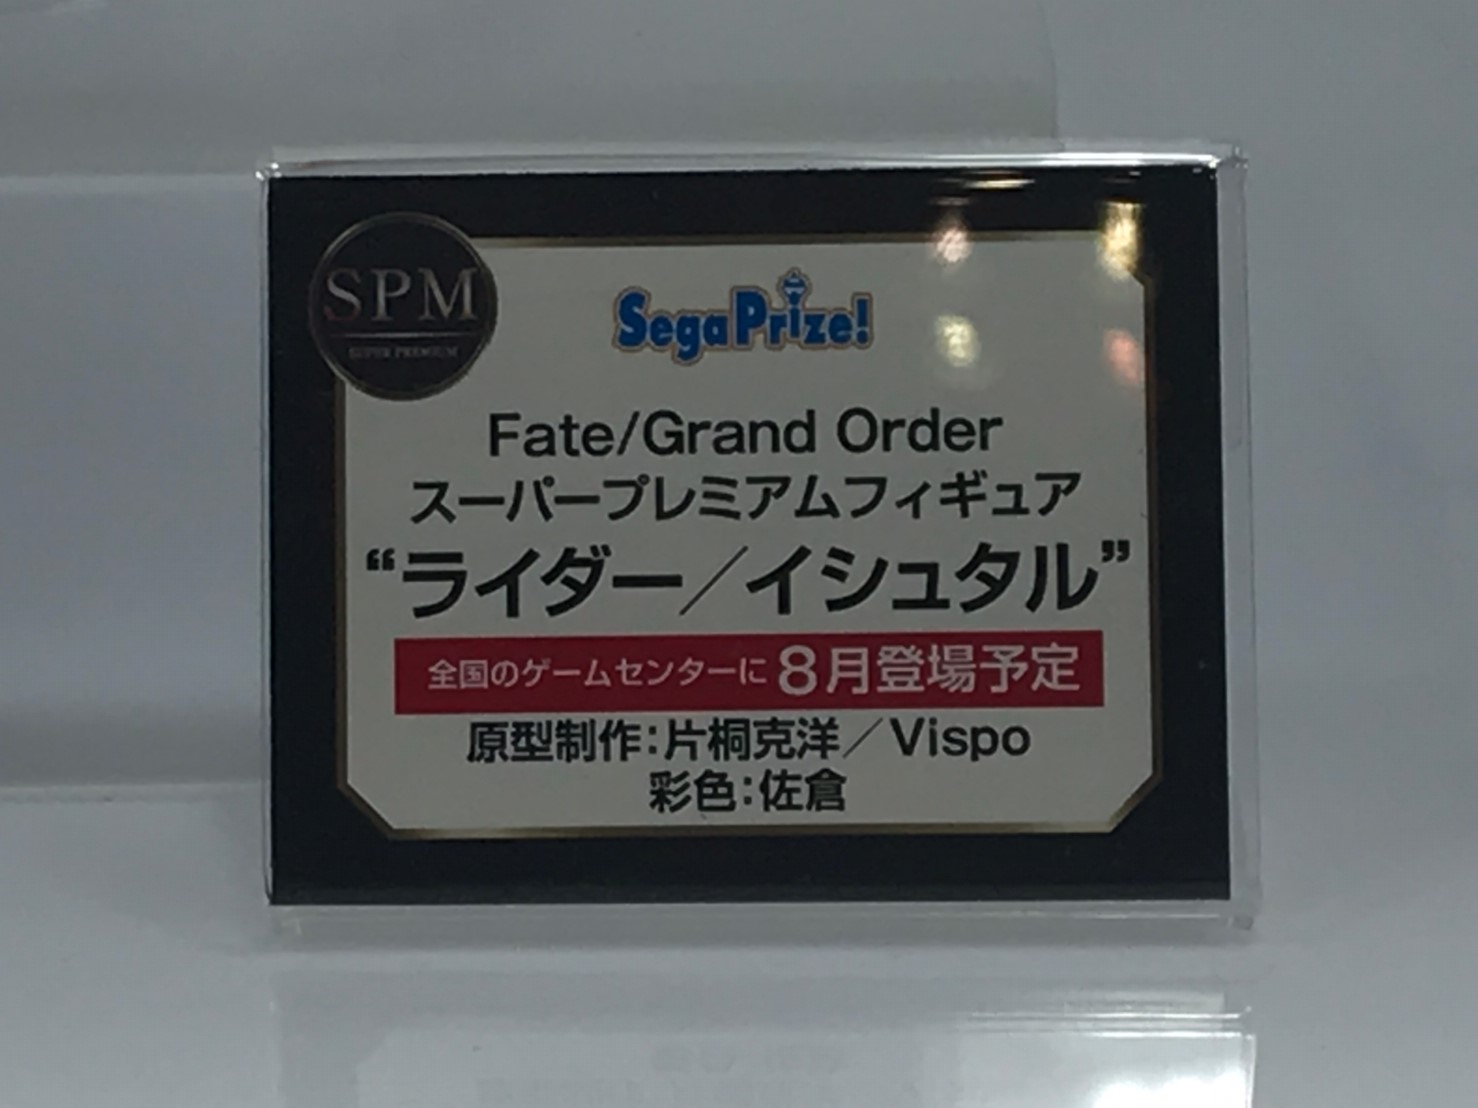 SPM
SUPER PREMIUM
Sega Prize!
Fate/Grand Order
スーパープレミアムフィギュア
“ライダー／イシュタル”
全国のゲームセンターに 8月登場予定
原型制作：片桐克洋／Vispo
彩色：佐倉